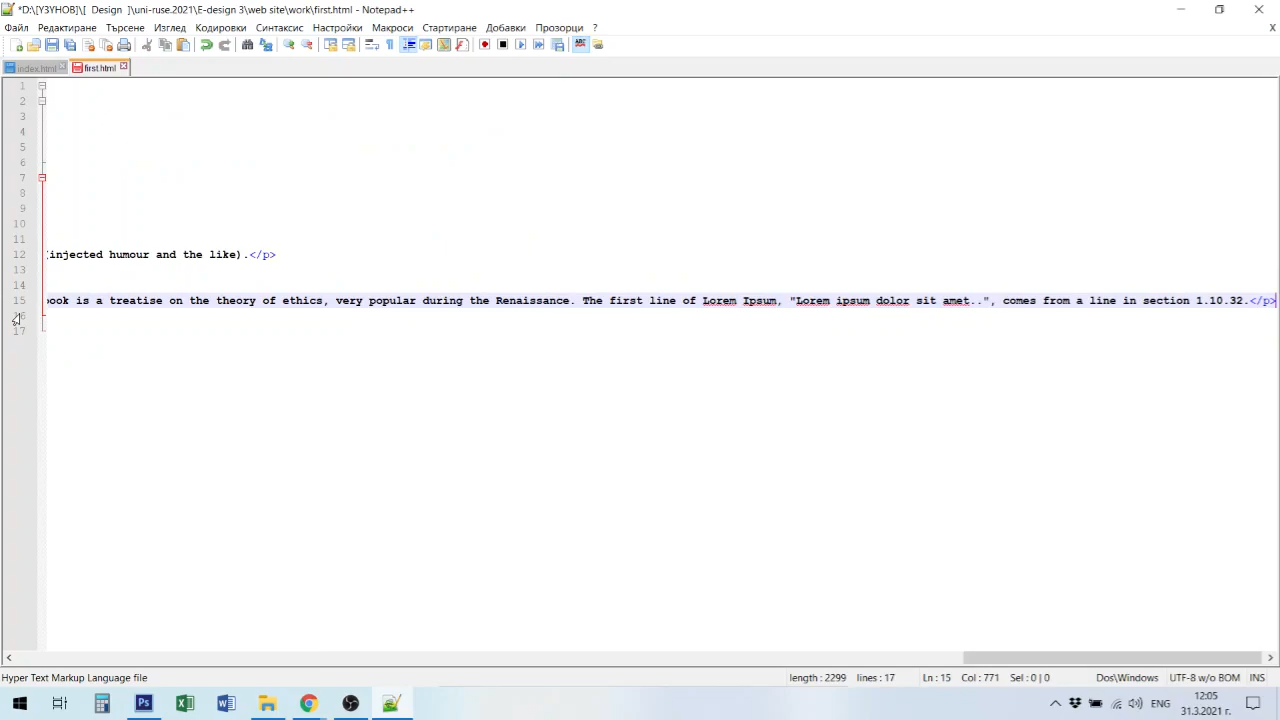 *D:\[УЗУНОВ]\[ Design ]\uni-ruse.2021\E-design 3\web site\work\first.html - Notepad++
Файл Редактиране Търсене Изглед Кодировки Синтаксис Настройки Макроси Стартиране Добавки Прозорци ? X
index.html first.html
1
2
3
4
5
6
7
8
9
10
11
12 (injected humour and the like).</p>
13
14
15 book is a treatise on the theory of ethics, very popular during the Renaissance. The first line of Lorem Ipsum, "Lorem ipsum dolor sit amet..", comes from a line in section 1.10.32.</p>
16
17
Hyper Text Markup Language file length : 2299 lines : 17 Ln : 15 Col : 771 Sel : 0 | 0 Dos\Windows UTF-8 w/o BOM INS
ЕНГ 12:05
31.3.2021 г.